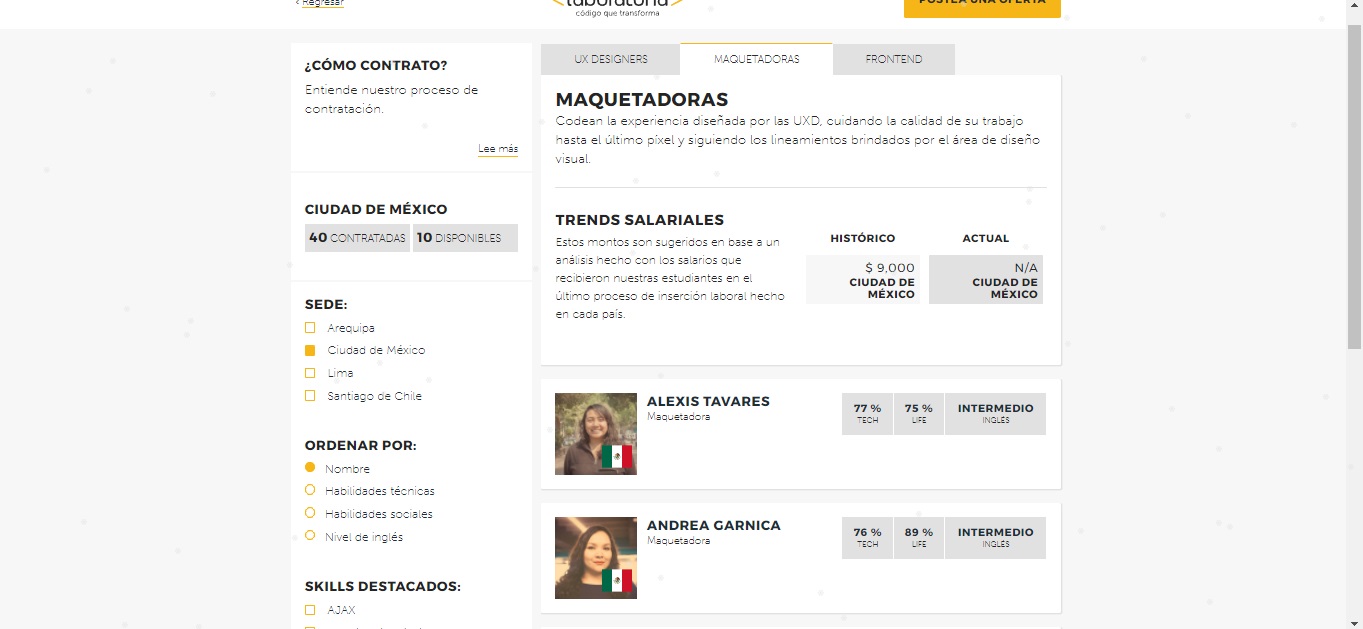 ‹ Regresar
laboratoria
código que transforma
POSTEA UNA OFERTA
¿CÓMO CONTRATO?
Entiende nuestro proceso de
contratación.
Lee más
CIUDAD DE MÉXICO
40 CONTRATADAS 10 DISPONIBLES
SEDE:
Arequipa
Ciudad de México
Lima
Santiago de Chile
ORDENAR POR:
Nombre
Habilidades técnicas
Habilidades sociales
Nivel de inglés
SKILLS DESTACADOS:
AJAX
UX DESIGNERS MAQUETADORAS FRONTEND
MAQUETADORAS
Codean la experiencia diseñada por las UXD, cuidando la calidad de su trabajo
hasta el último píxel y siguiendo los lineamientos brindados por el área de diseño
visual.
TRENDS SALARIALES
Estos montos son sugeridos en base a un
análisis hecho con los salarios que
recibieron nuestras estudiantes en el
último proceso de inserción laboral hecho
en cada país.
HISTÓRICO
$ 9,000
CIUDAD DE
MÉXICO
ACTUAL
N/A
CIUDAD DE
MÉXICO
ALEXIS TAVARES
Maquetadora
77 %
TECH
75 %
LIFE
INTERMEDIO
INGLÉS
ANDREA GARNICA
Maquetadora
76 %
TECH
89 %
LIFE
INTERMEDIO
INGLÉS